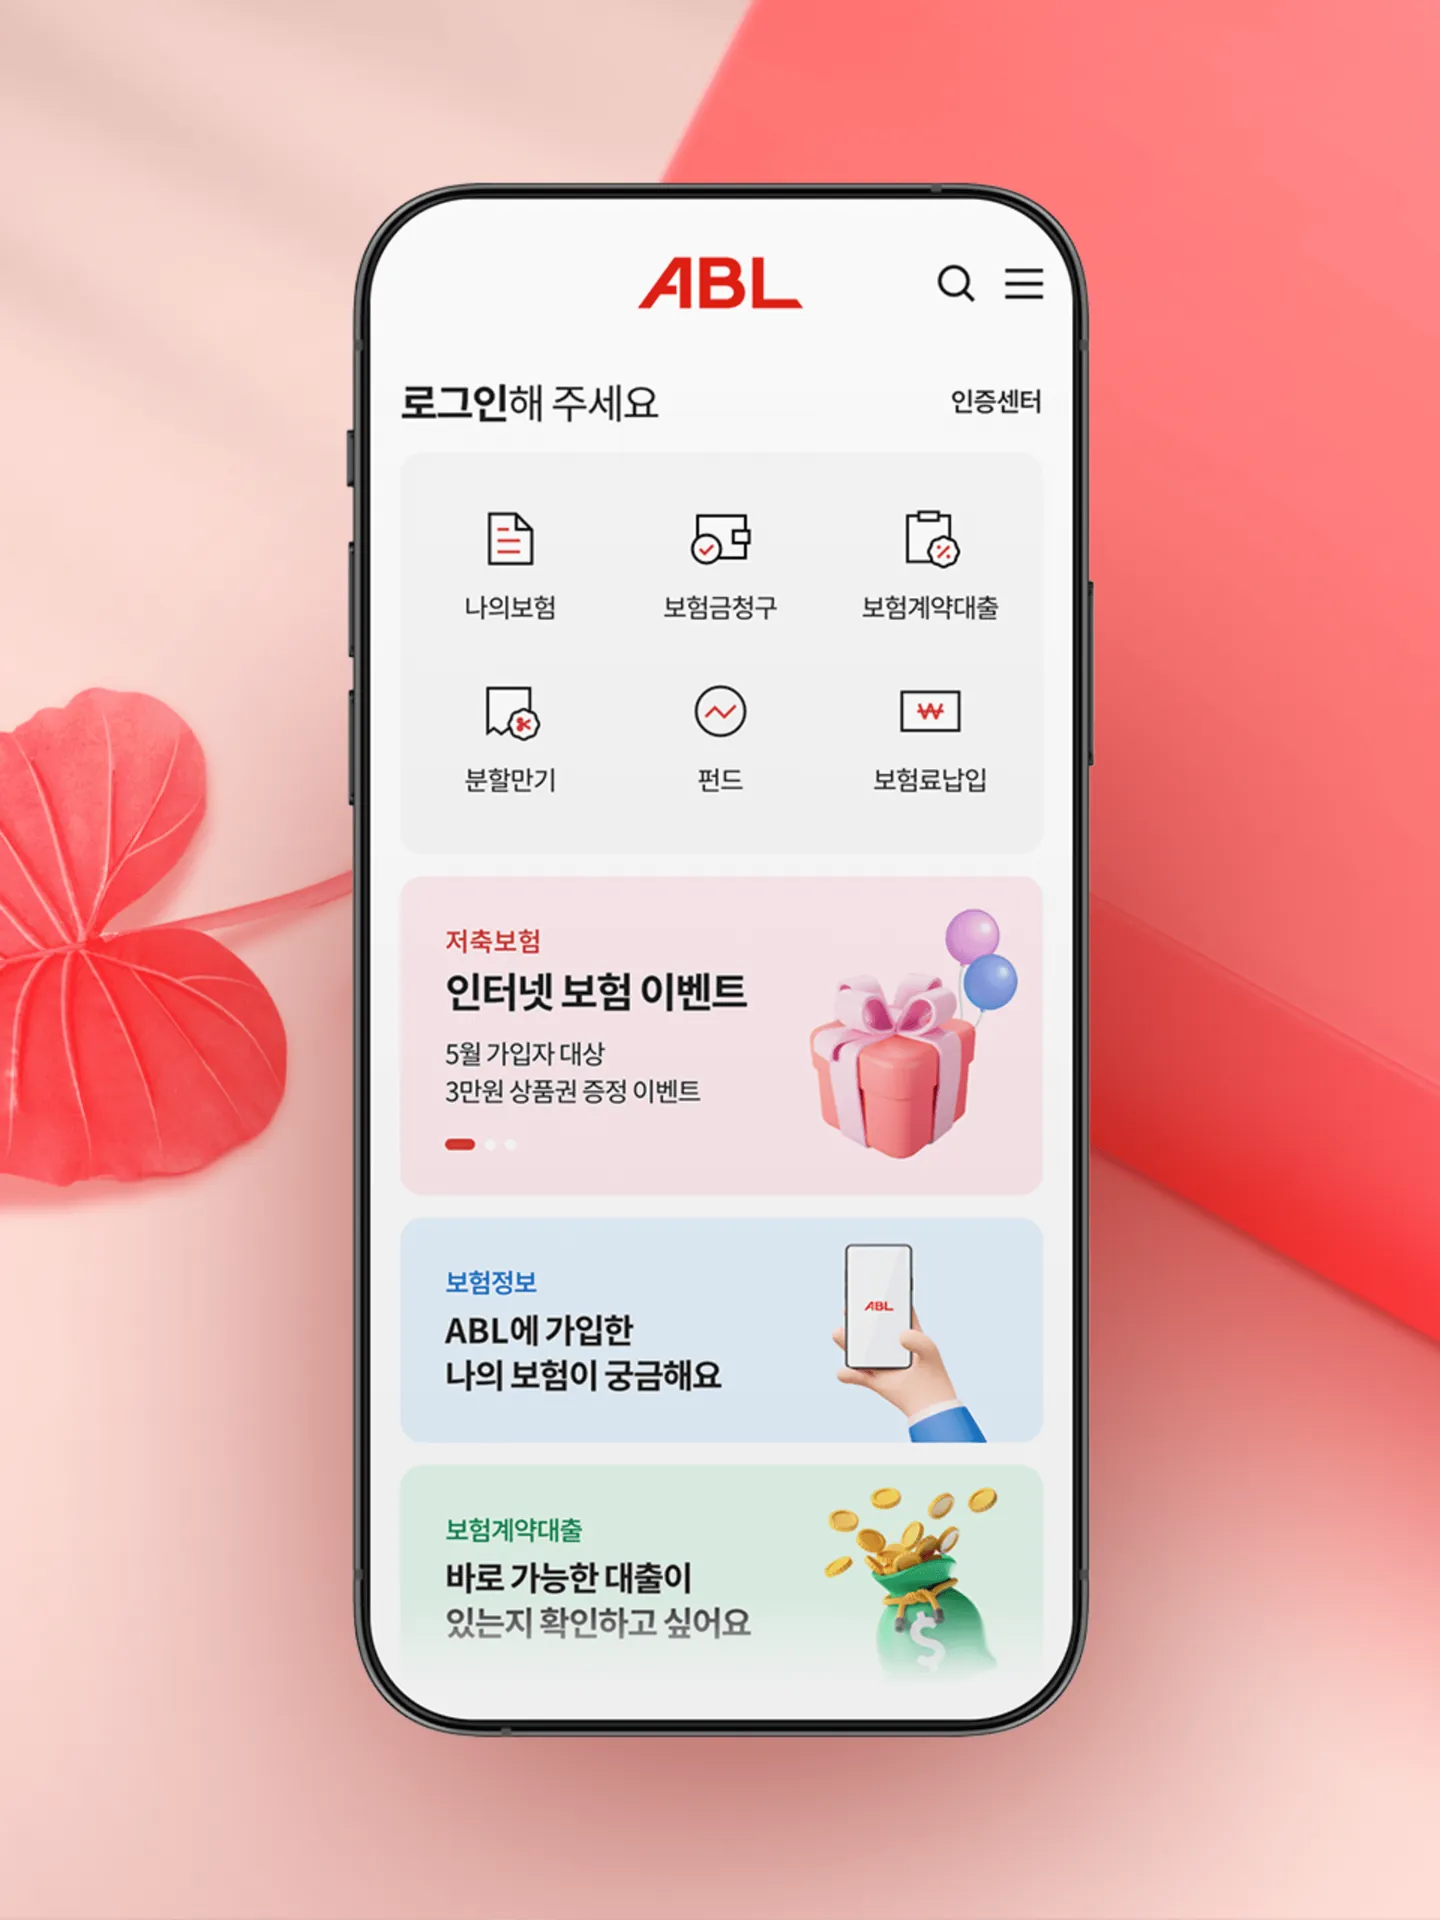 ABL
로그인해 주세요
인증센터
나의보험
보험금청구
보험계약대출
분할만기
펀드
보험료납입
저축보험
인터넷 보험 이벤트
5월 가입자 대상
3만원 상품권 증정 이벤트
보험정보
ABL에 가입한
나의 보험이 궁금해요
ABL
보험계약대출
바로 가능한 대출이
있는지 확인하고 싶어요
$